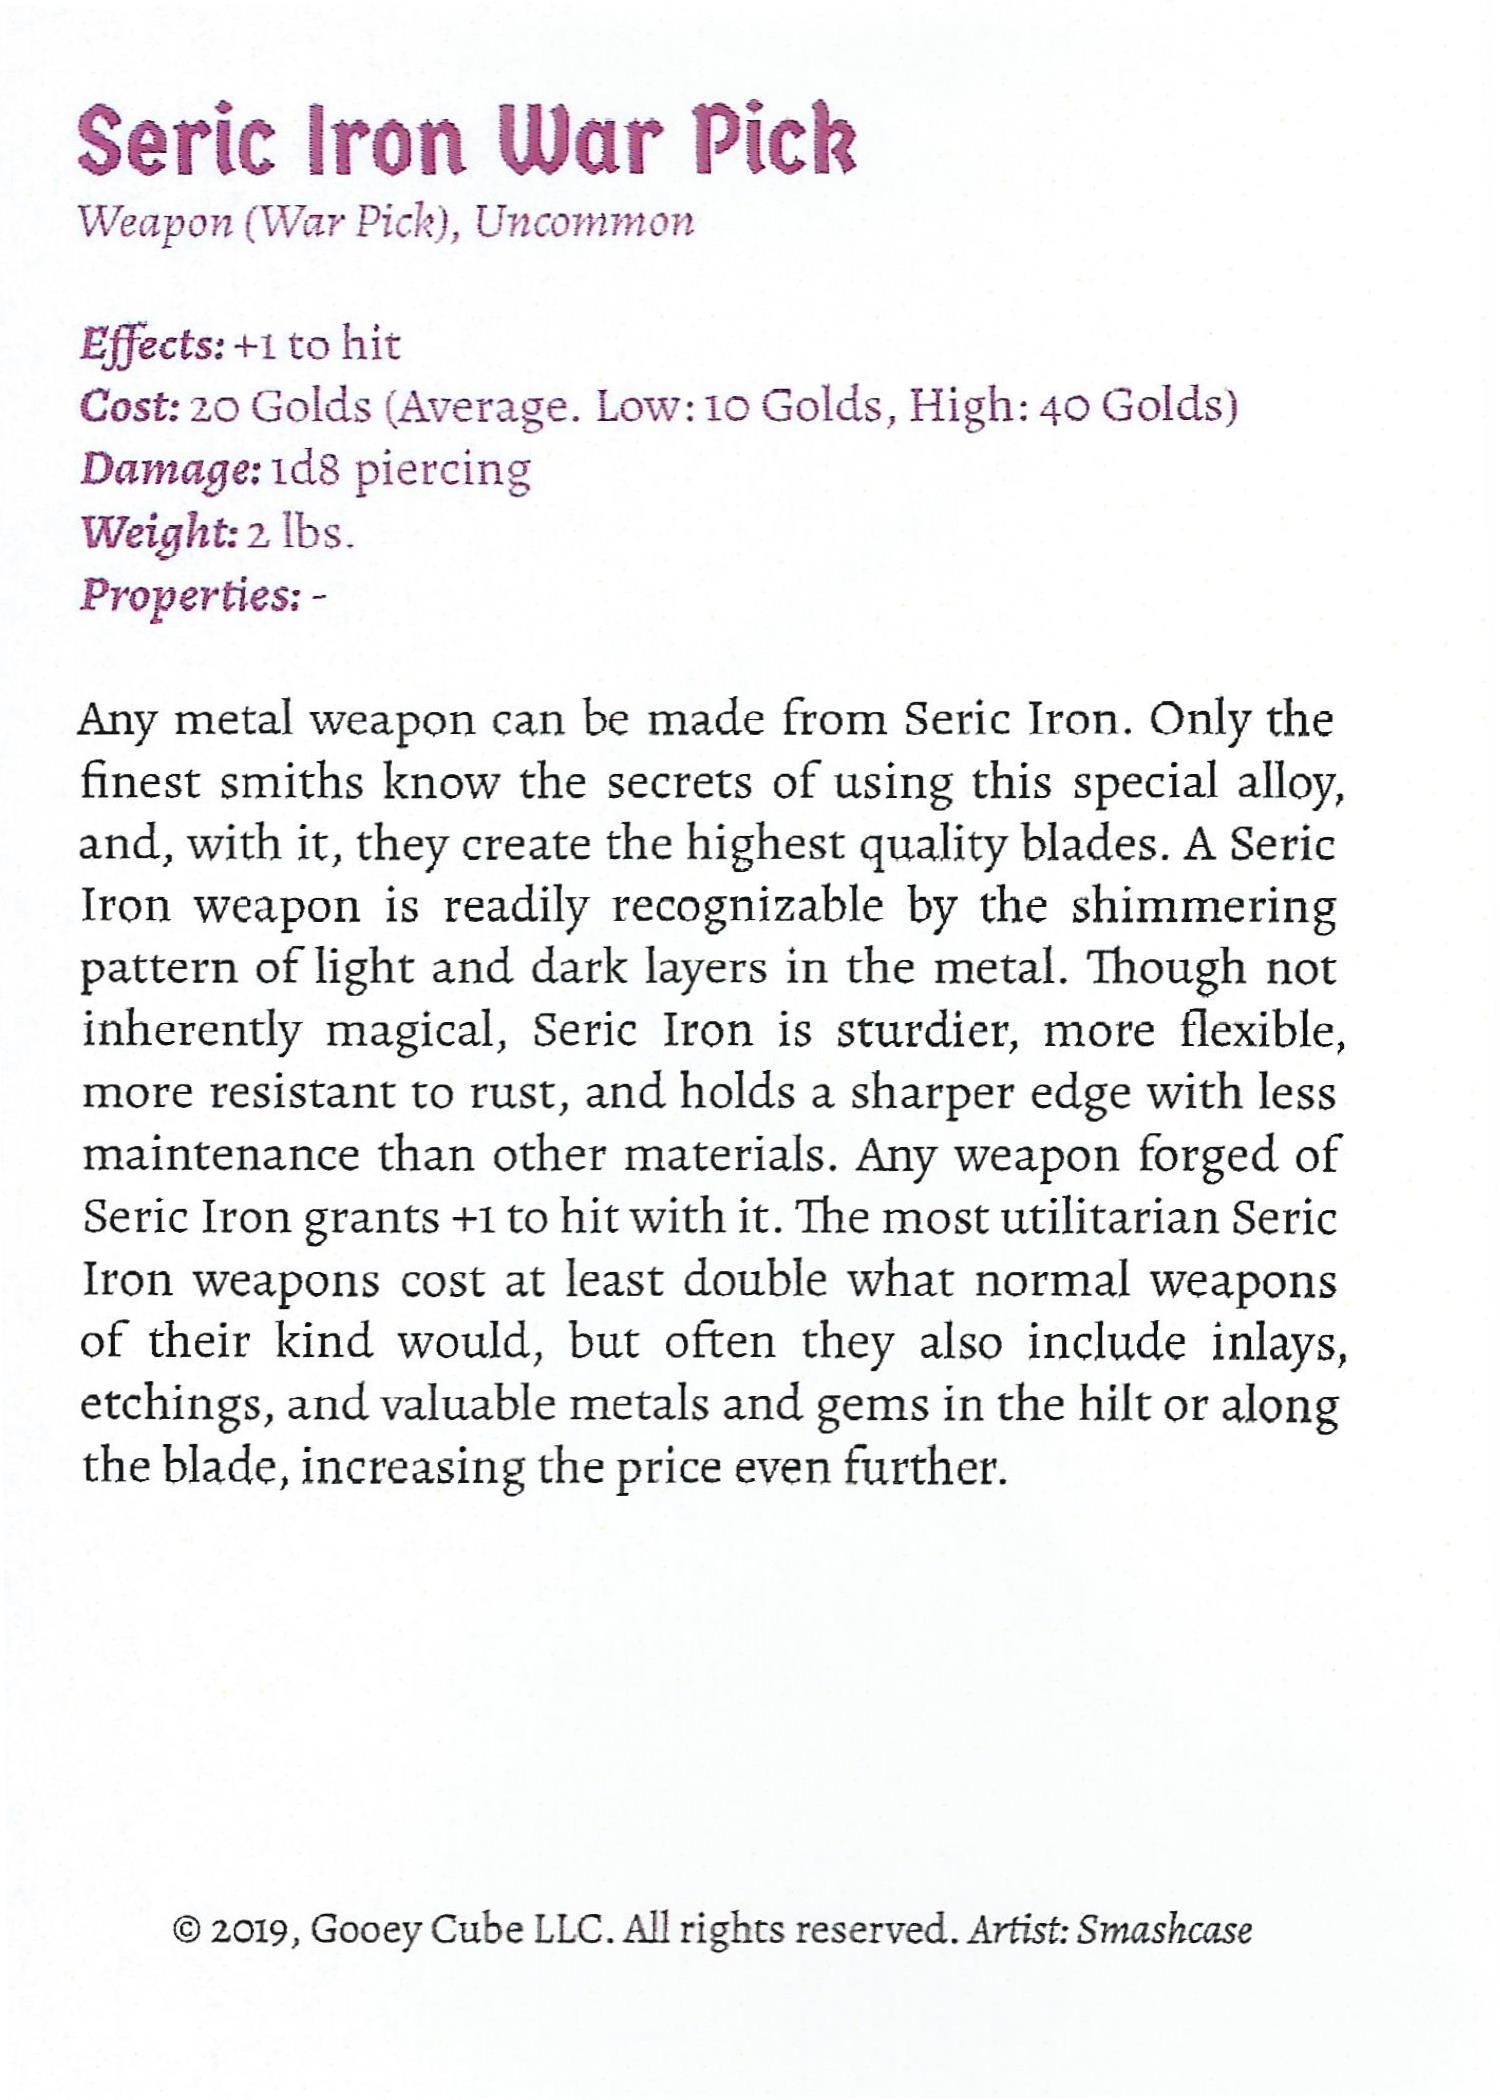 Seric Iron War Pick
Weapon (War Pick), Uncommon
Effects: +1 to hit
Cost: 20 Golds (Average. Low: 10 Golds, High: 40 Golds)
Damage: 1d8 piercing
Weight: 2 lbs.
Properties: -
Any metal weapon can be made from Seric Iron. Only the
finest smiths know the secrets of using this special alloy,
and, with it, they create the highest quality blades. A Seric
Iron weapon is readily recognizable by the shimmering
pattern of light and dark layers in the metal. Though not
inherently magical, Seric Iron is sturdier, more flexible,
more resistant to rust, and holds a sharper edge with less
maintenance than other materials. Any weapon forged of
Seric Iron grants +1 to hit with it. The most utilitarian Seric
Iron weapons cost at least double what normal weapons
of their kind would, but often they also include inlays,
etchings, and valuable metals and gems in the hilt or along
the blade, increasing the price even further.
© 2019, Gooey Cube LLC. All rights reserved. Artist: Smashcase